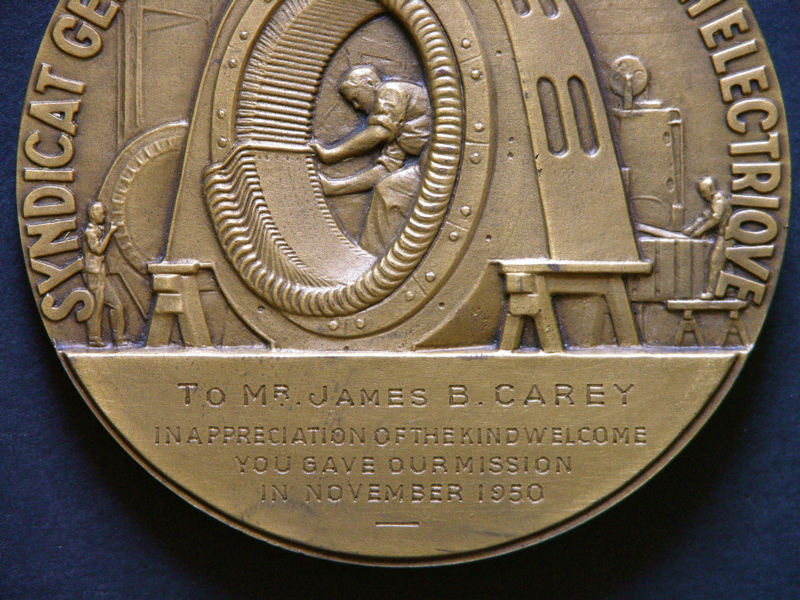 SYNDICAT GE
ELECTRIQVE
TO MR. JAMES B. CAREY
IN APPRECIATION OF THE KIND WELCOME
YOU GAVE OUR MISSION
IN NOVEMBER 1950